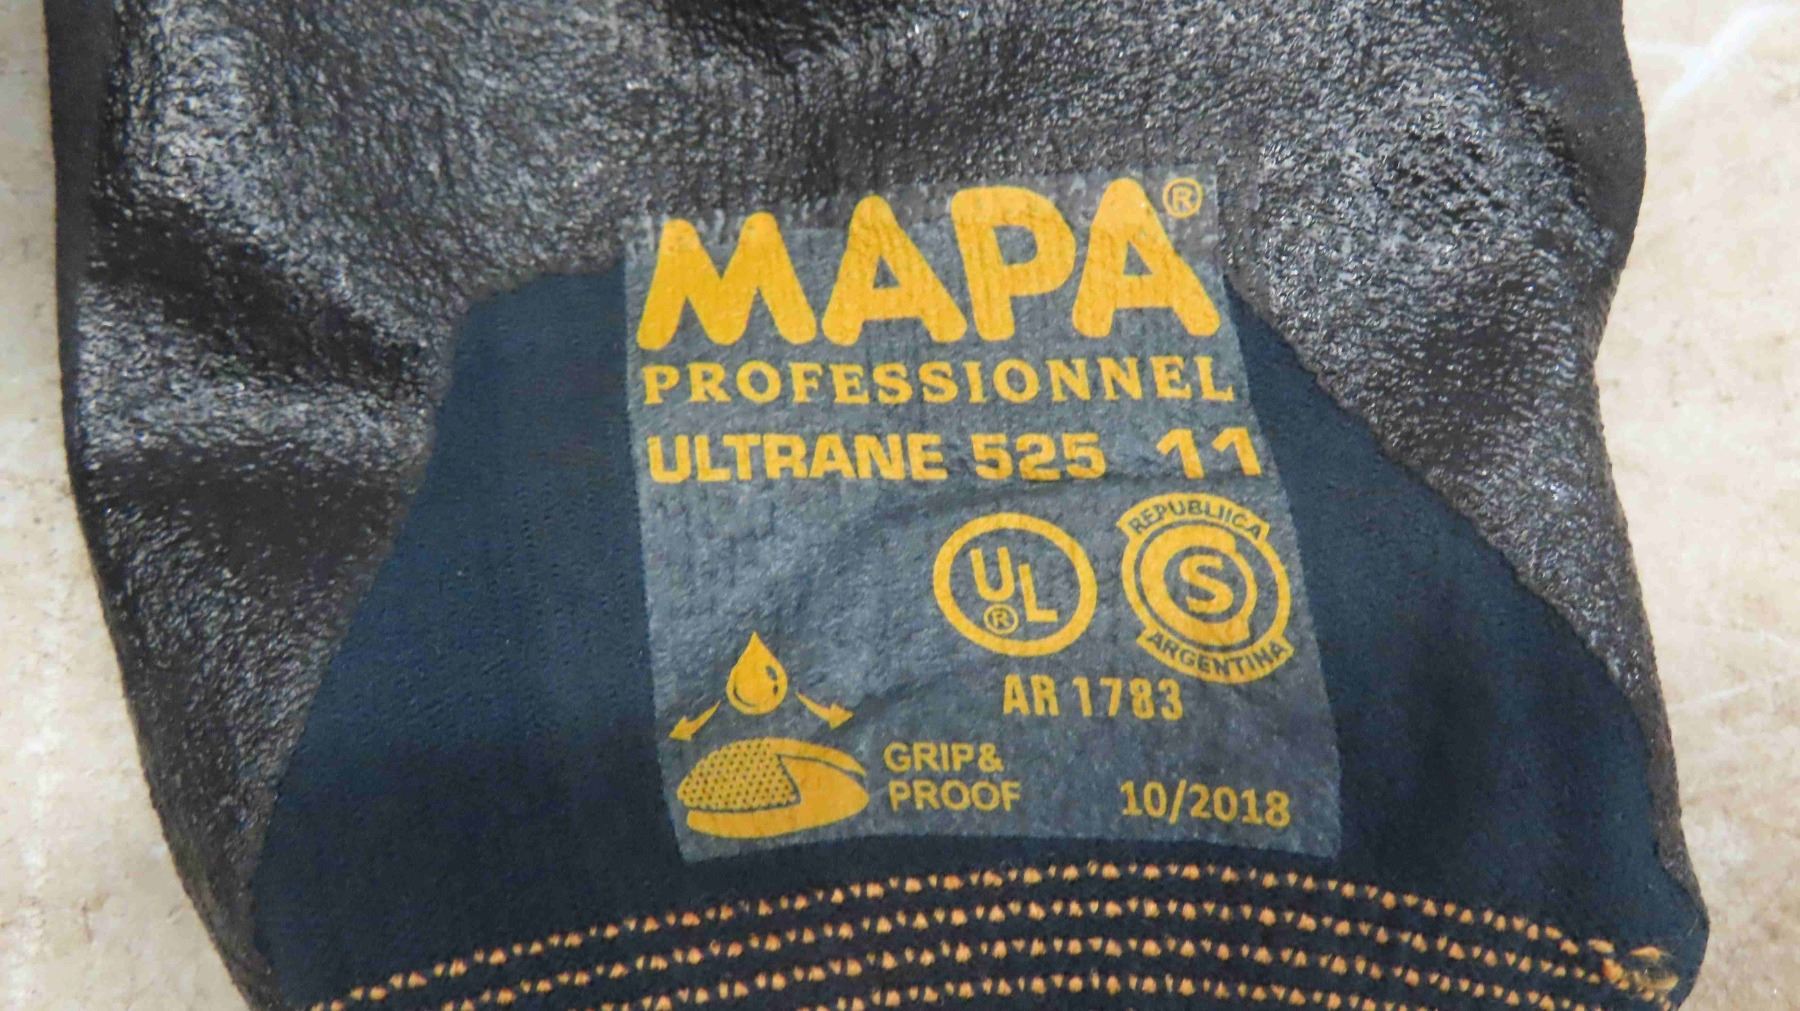 MAPA®
PROFESSIONNEL
ULTRANE 525 11
UL®
REPUBLIICA
S
ARGENTINA
AR 1783
GRIP&
PROOF
10/2018